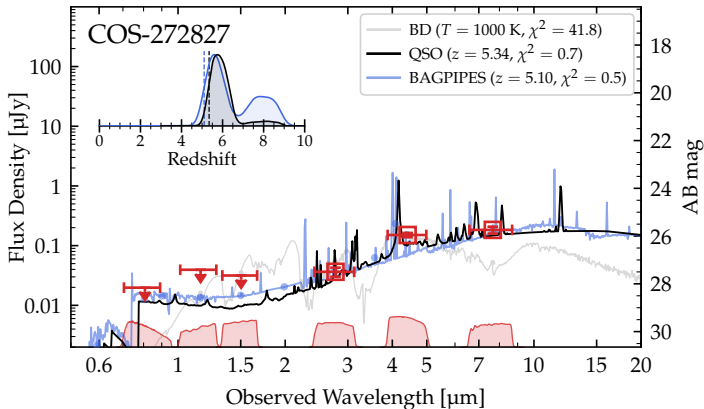 COS-272827
BD (T = 1000 K, χ² = 41.8)
QSO (z = 5.34, χ² = 0.7)
BAGPIPES (z = 5.10, χ² = 0.5)
0 2 4 6 8 10
Redshift
Flux Density [μJy]
100
10
1
0.1
0.01
AB mag
18
20
22
24
26
28
30
0.6 1 1.5 2 3 4 5 7 10 15 20
Observed Wavelength [μm]